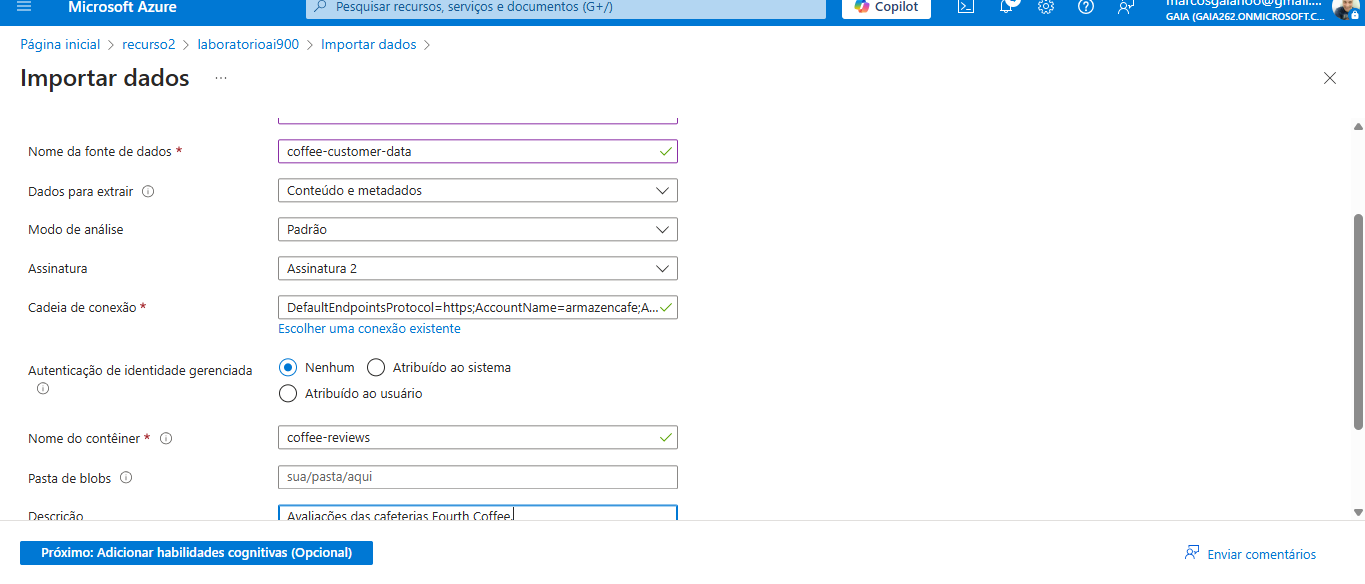 Microsoft Azure
Pesquisar recursos, serviços e documentos (G+/)
Copilot
GAIA (GAIA262.ONMICROSOFT.C...
Página inicial > recurso2 > laboratorioai900 > Importar dados >
Importar dados ...
Nome da fonte de dados *
coffee-customer-data
Dados para extrair
Conteúdo e metadados
Modo de análise
Padrão
Assinatura
Assinatura 2
Cadeia de conexão *
DefaultEndpointsProtocol=https;AccountName=armazencafe;A...
Escolher uma conexão existente
Autenticação de identidade gerenciada
Nenhum
Atribuído ao sistema
Atribuído ao usuário
Nome do contêiner *
coffee-reviews
Pasta de blobs
sua/pasta/aqui
Descrição
Avaliações das cafeterias Fourth Coffee.
Próximo: Adicionar habilidades cognitivas (Opcional)
Enviar comentários